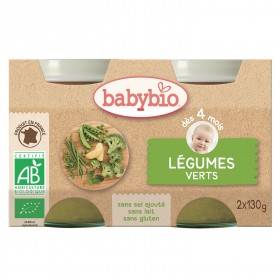 babybio
dès 4 mois
PRODUIT EN FRANCE
CERTIFIÉ
AB
AGRICULTURE
BIOLOGIQUE
LÉGUMES
VERTS
sans sel ajouté
sans lait
sans gluten
2x130g